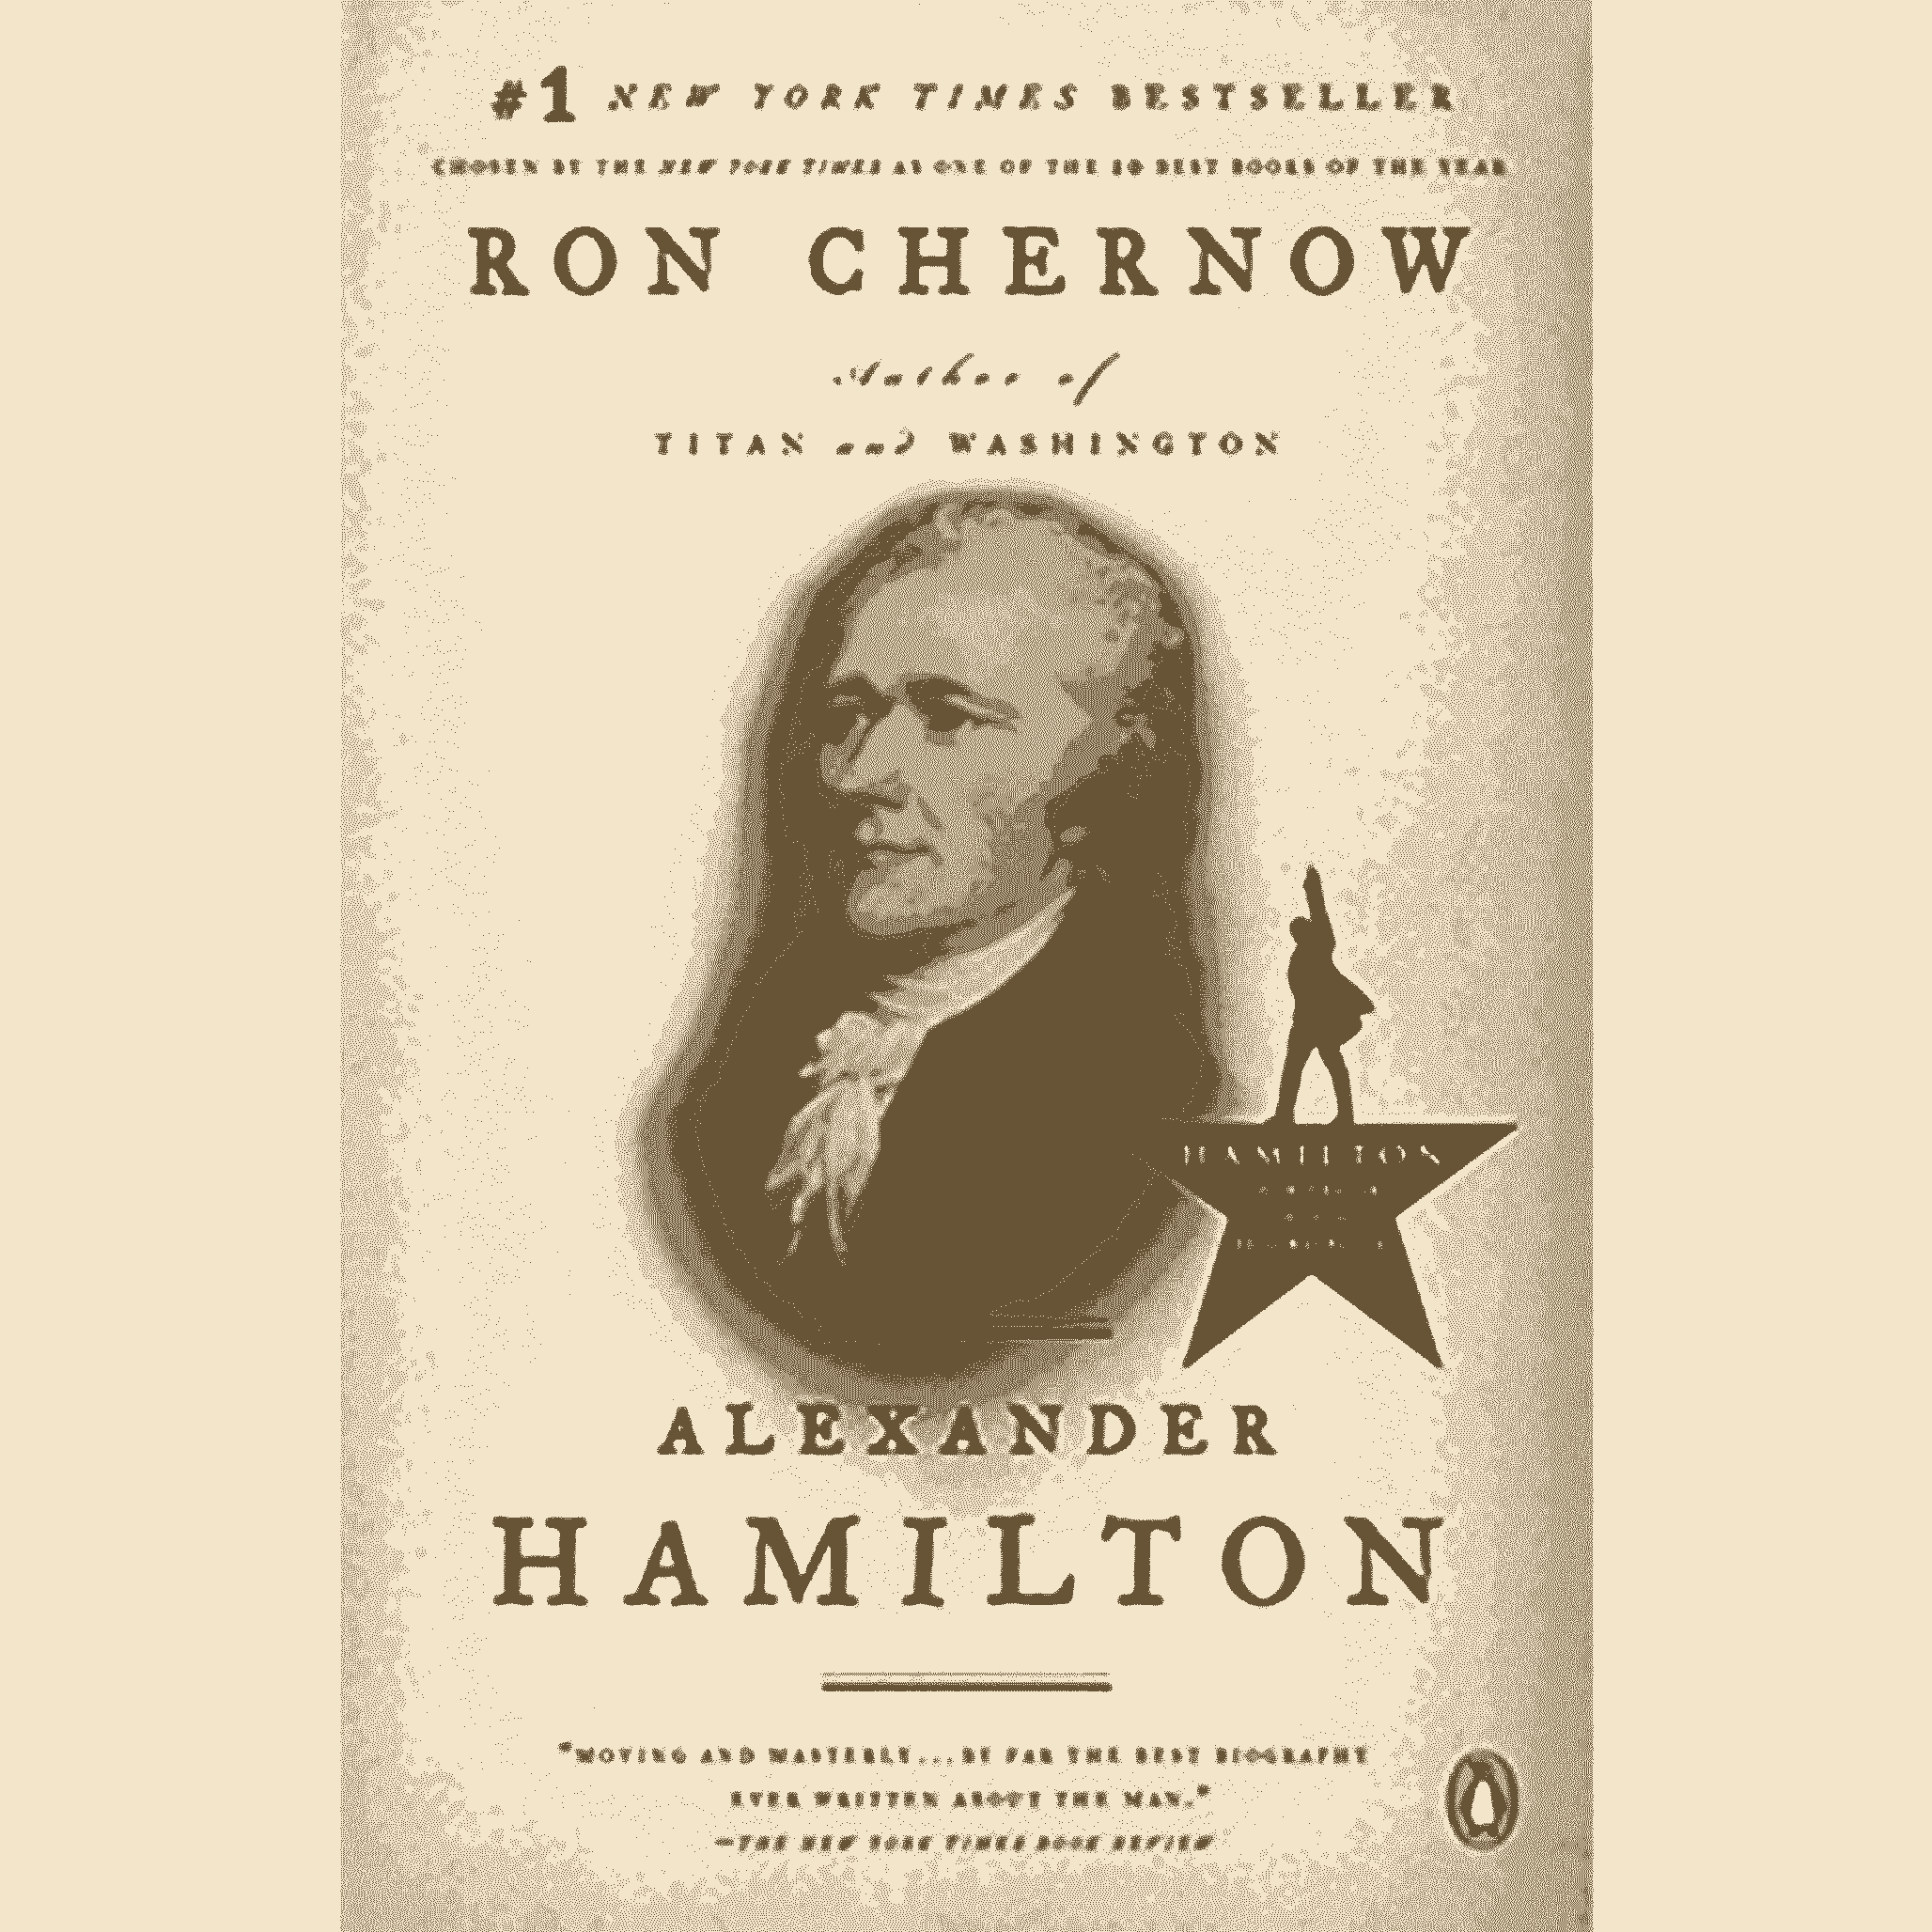 #1 NEW YORK TIMES BESTSELLER
CHOSEN BY THE NEW YORK TIMES AS ONE OF THE 10 BEST BOOKS OF THE YEAR
RON CHERNOW
Author of
TITAN and WASHINGTON
HAMILTON
ALEXANDER
HAMILTON
"MOVING AND MASTERLY...BY FAR THE BEST BIOGRAPHY
EVER WRITTEN ABOUT THE MAN."
—THE NEW YORK TIMES BOOK REVIEW